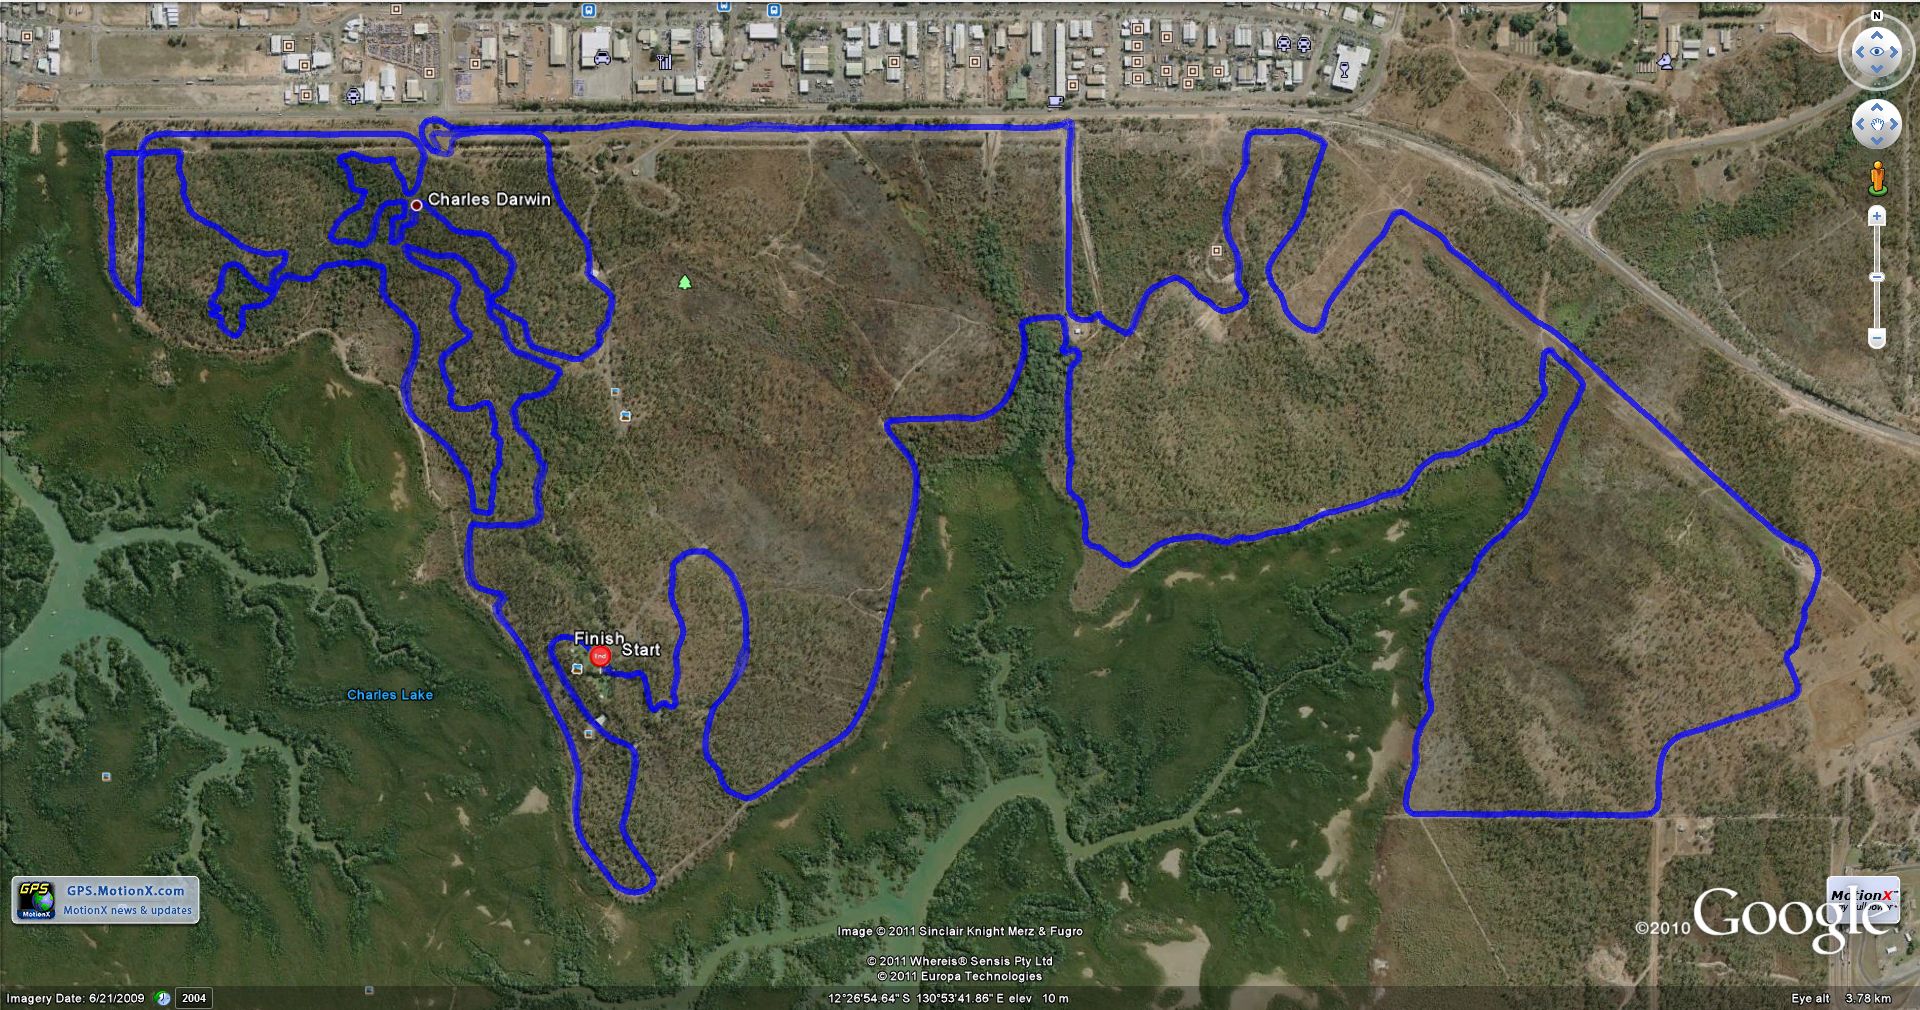 N
Charles Darwin
Finish
Start
End
Charles Lake
GPS
MotionX
GPS.MotionX.com
MotionX news & updates
MotionX™
©2010 Google
Image © 2011 Sinclair Knight Merz & Fugro
© 2011 Whereis® Sensis Pty Ltd
© 2011 Europa Technologies
Imagery Date: 6/21/2009
2004
12°26'54.64" S 130°53'41.86" E elev 10 m
Eye alt 3.78 km